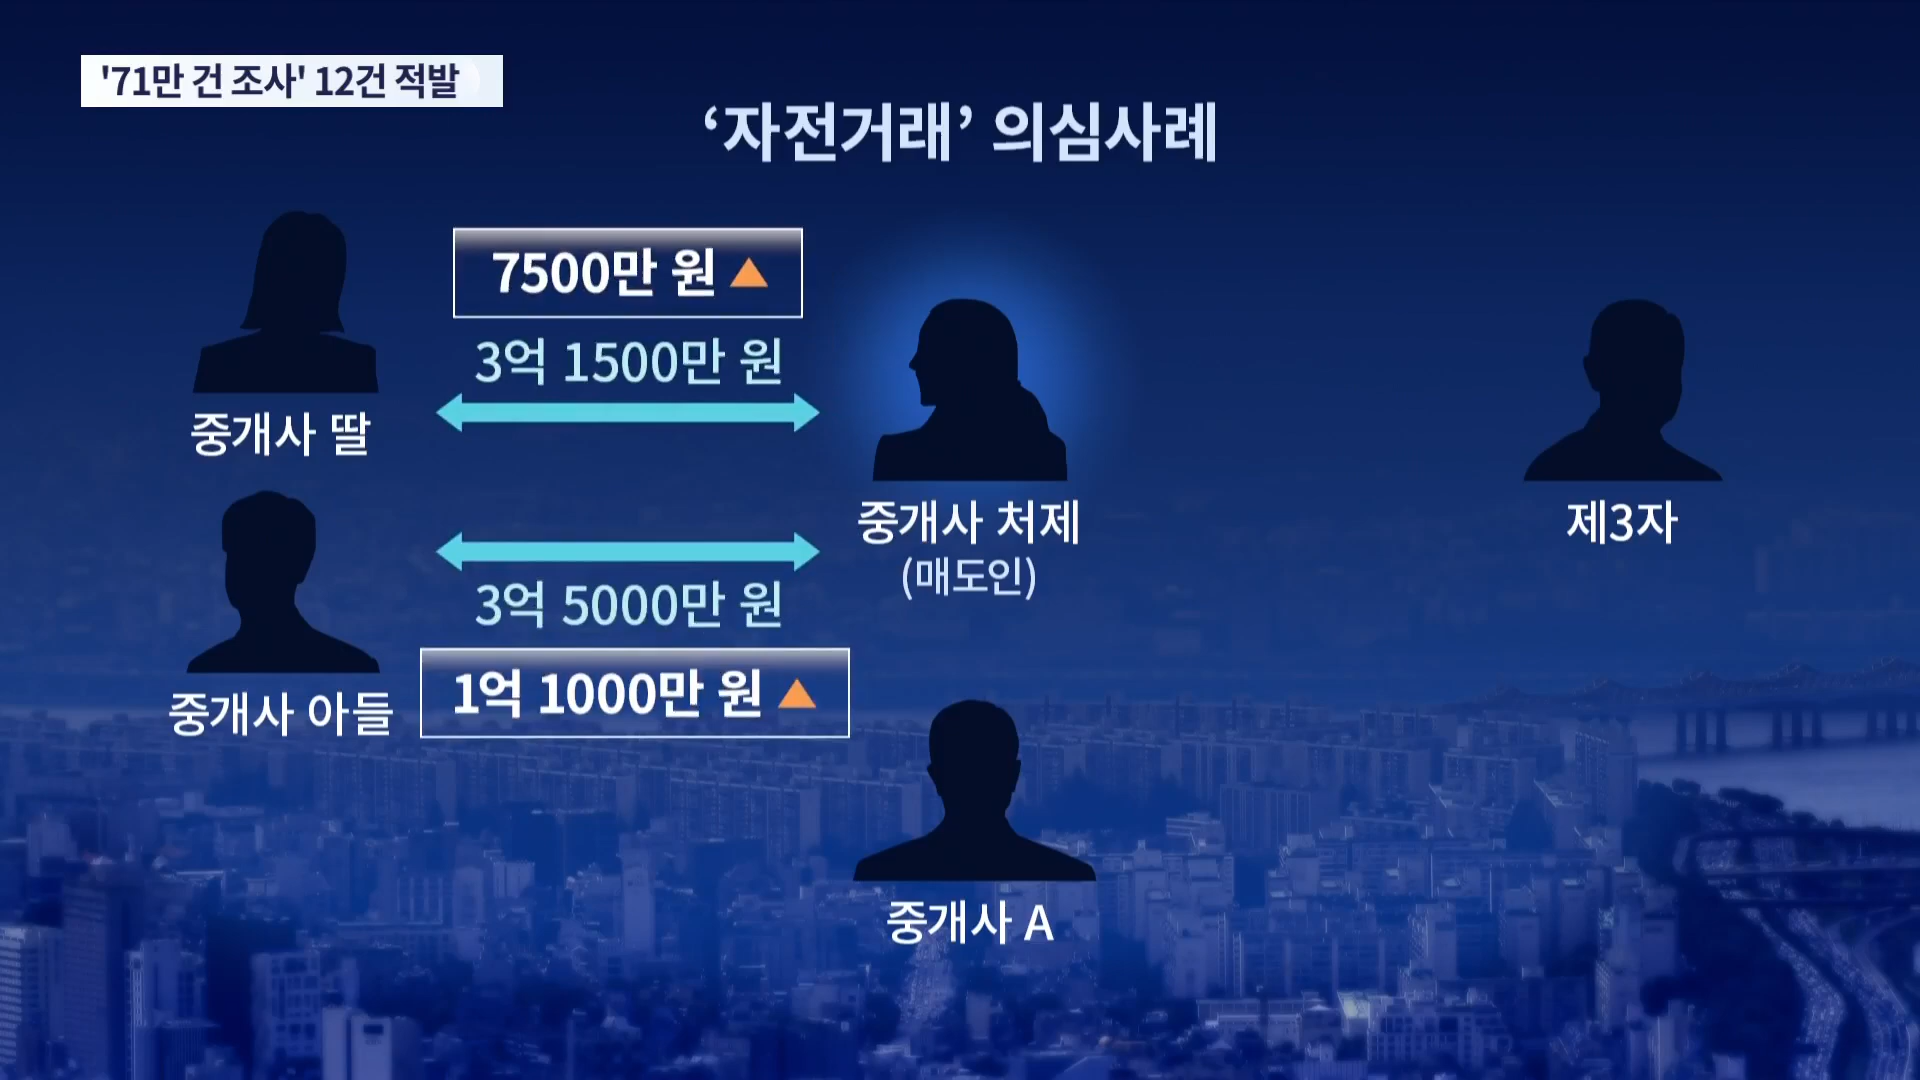 '71만 건 조사' 12건 적발
‘자전거래’ 의심사례
7500만 원
3억 1500만 원
중개사 딸
중개사 처제
(매도인)
제3자
3억 5000만 원
1억 1000만 원
중개사 아들
중개사 A